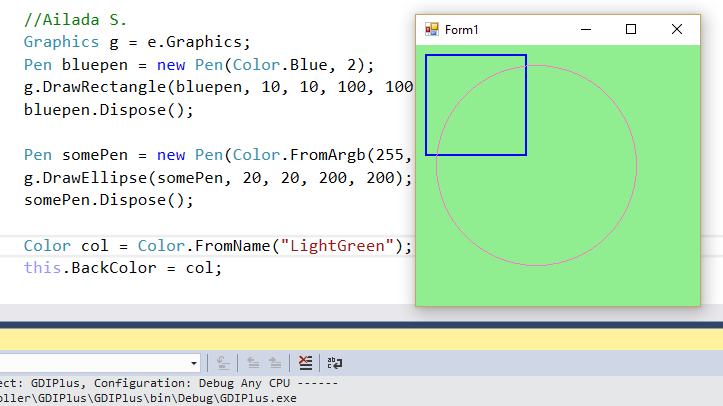 //Ailada S.
Graphics g = e.Graphics;
Pen bluepen = new Pen(Color.Blue, 2);
g.DrawRectangle(bluepen, 10, 10, 100, 100
bluepen.Dispose();
Pen somePen = new Pen(Color.FromArgb(255,
g.DrawEllipse(somePen, 20, 20, 200, 200);
somePen.Dispose();
Color col = Color.FromName("LightGreen");
this.BackColor = col;
Form1
ect: GDIPlus, Configuration: Debug Any CPU ------
oller\GDIPlus\GDIPlus\bin\Debug\GDIPlus.exe